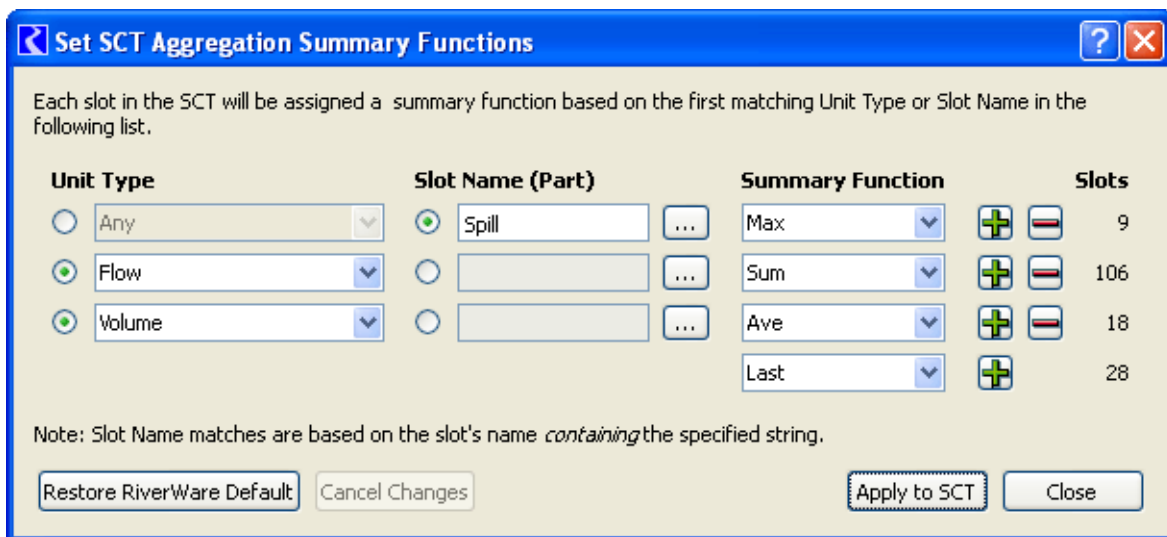 Set SCT Aggregation Summary Functions ?
Each slot in the SCT will be assigned a summary function based on the first matching Unit Type or Slot Name in the
following list.
Unit Type Slot Name (Part) Summary Function Slots
Any Spill ... Max 9
Flow ... Sum 106
Volume ... Ave 18
Last 28
Note: Slot Name matches are based on the slot's name containing the specified string.
Restore RiverWare Default Cancel Changes Apply to SCT Close